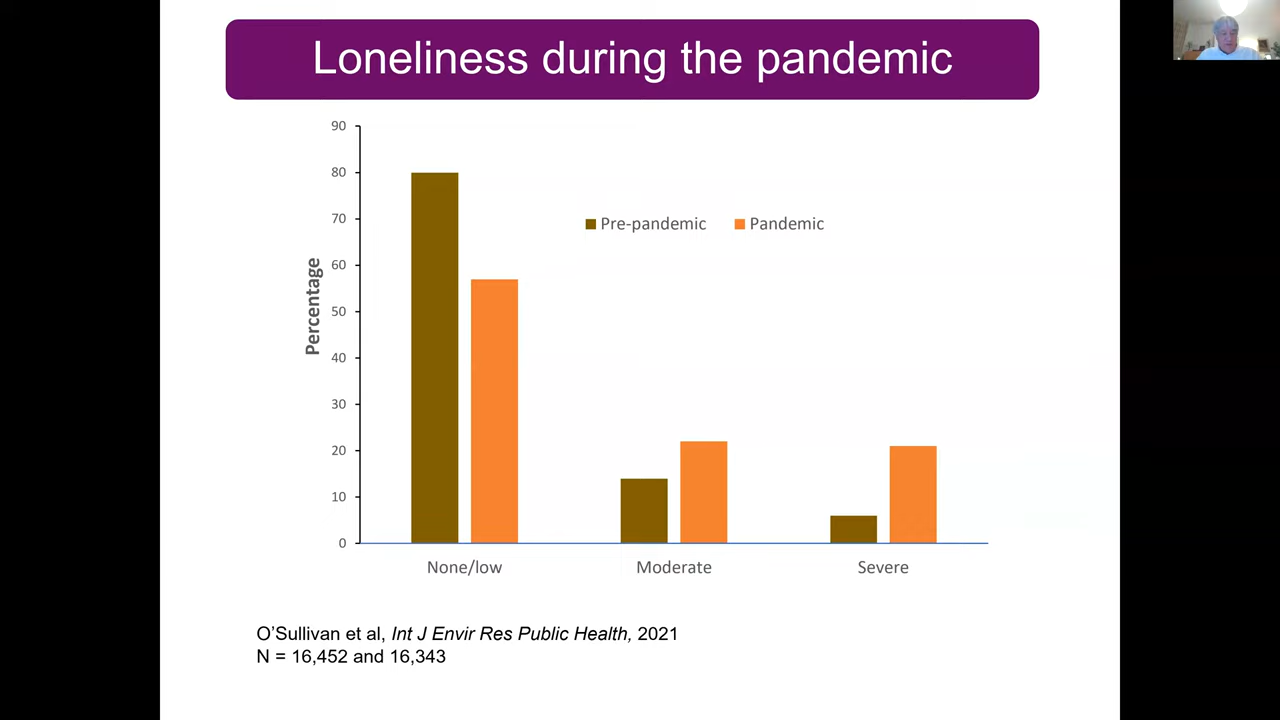 Loneliness during the pandemic
90
80
70
60
50
40
30
20
10
0
Percentage
Pre-pandemic
Pandemic
None/low
Moderate
Severe
O’Sullivan et al, Int J Envir Res Public Health, 2021
N = 16,452 and 16,343